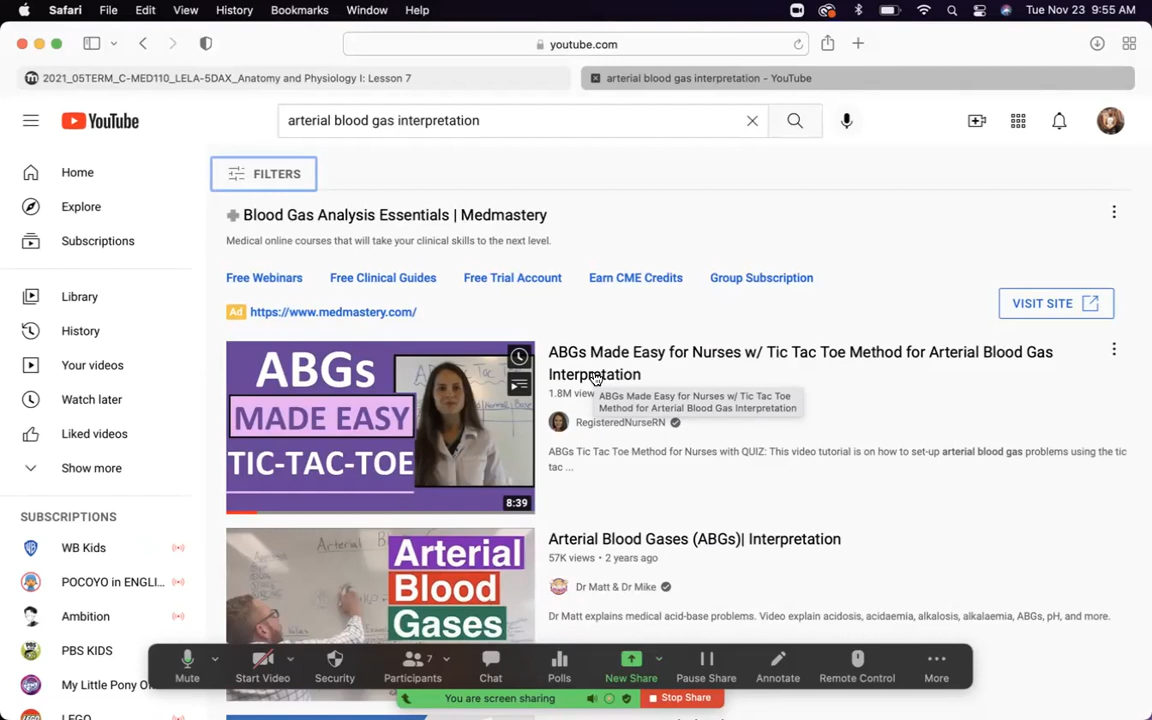 Safari File Edit View History Bookmarks Window Help Tue Nov 23 9:55 AM
youtube.com
2021_05TERM_C-MED110_LELA-5DAX_Anatomy and Physiology I: Lesson 7
arterial blood gas interpretation - YouTube
YouTube
arterial blood gas interpretation
FILTERS
Home
Explore
Subscriptions
Library
History
Your videos
Watch later
Liked videos
Show more
SUBSCRIPTIONS
WB Kids
POCOYO in ENGLI...
Ambition
PBS KIDS
My Little Pony O
LEGO
Blood Gas Analysis Essentials | Medmastery
Medical online courses that will take your clinical skills to the next level.
Free Webinars Free Clinical Guides Free Trial Account Earn CME Credits Group Subscription
Ad https://www.medmastery.com/
VISIT SITE
ABGs
MADE EASY
TIC-TAC-TOE
8:39
ABGs Made Easy for Nurses w/ Tic Tac Toe Method for Arterial Blood Gas
Interpretation
1.8M view
ABGs Made Easy for Nurses w/ Tic Tac Toe
Method for Arterial Blood Gas Interpretation
RegisteredNurseRN
ABGs Tic Tac Toe Method for Nurses with QUIZ: This video tutorial is on how to set-up arterial blood gas problems using the tic
tac ...
Arterial
Blood
Gases
Arterial Blood Gases (ABGs)| Interpretation
57K views • 2 years ago
Dr Matt & Dr Mike
Dr Matt explains medical acid-base problems. Video explain acidosis, acidaemia, alkalosis, alkalaemia, ABGs, pH, and more.
7
Mute Start Video Security Participants Chat Polls New Share Pause Share Annotate Remote Control More
You are screen sharing Stop Share